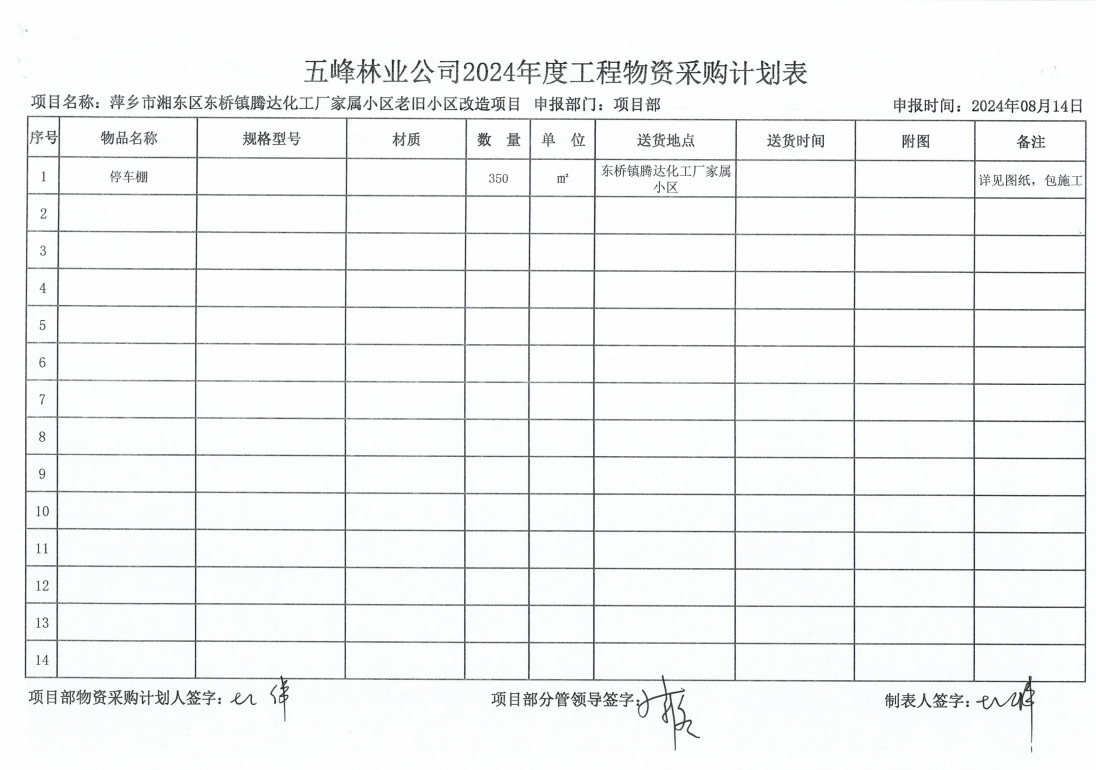 五峰林业公司2024年度工程物资采购计划表
项目名称：萍乡市湘东区东桥镇腾达化工厂家属小区老旧小区改造项目 申报部门：项目部 申报时间：2024年08月14日
序号 物品名称 规格型号 材质 数 量 单 位 送货地点 送货时间 附图 备注
1 停车棚 350 m² 东桥镇腾达化工厂家属 详见图纸，包施工
小区
2
3
4
5
6
7
8
9
10
11
12
13
14
项目部物资采购计划人签字： 项目部分管领导签字： 制表人签字：